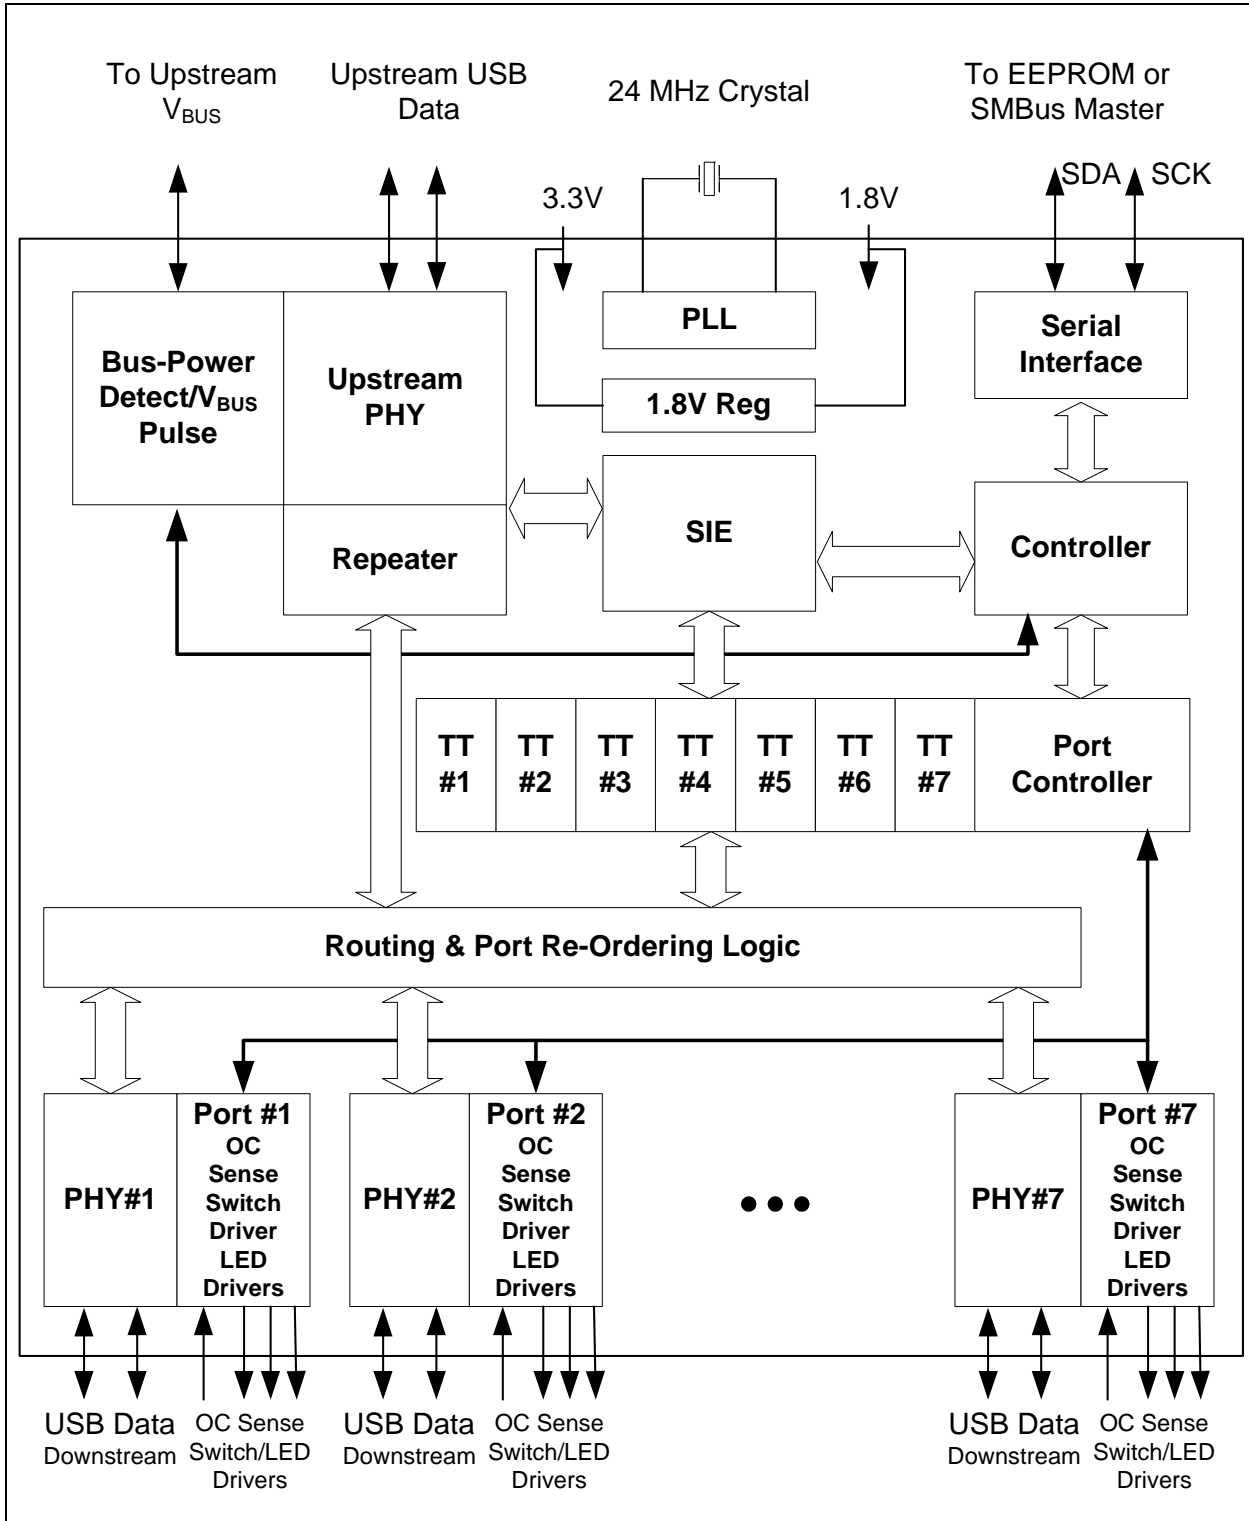 To Upstream
VBUS
Upstream USB
Data
24 MHz Crystal
To EEPROM or
SMBus Master
3.3V
1.8V
SDA
SCK
Bus-Power
Detect/VBUS
Pulse
Upstream
PHY
PLL
1.8V Reg
Serial
Interface
Repeater
SIE
Controller
TT
#1
TT
#2
TT
#3
TT
#4
TT
#5
TT
#6
TT
#7
Port
Controller
Routing & Port Re-Ordering Logic
PHY#1
Port #1
OC
Sense
Switch
Driver
LED
Drivers
PHY#2
Port #2
OC
Sense
Switch
Driver
LED
Drivers
PHY#7
Port #7
OC
Sense
Switch
Driver
LED
Drivers
USB Data
Downstream
OC Sense
Switch/LED
Drivers
USB Data
Downstream
OC Sense
Switch/LED
Drivers
USB Data
Downstream
OC Sense
Switch/LED
Drivers